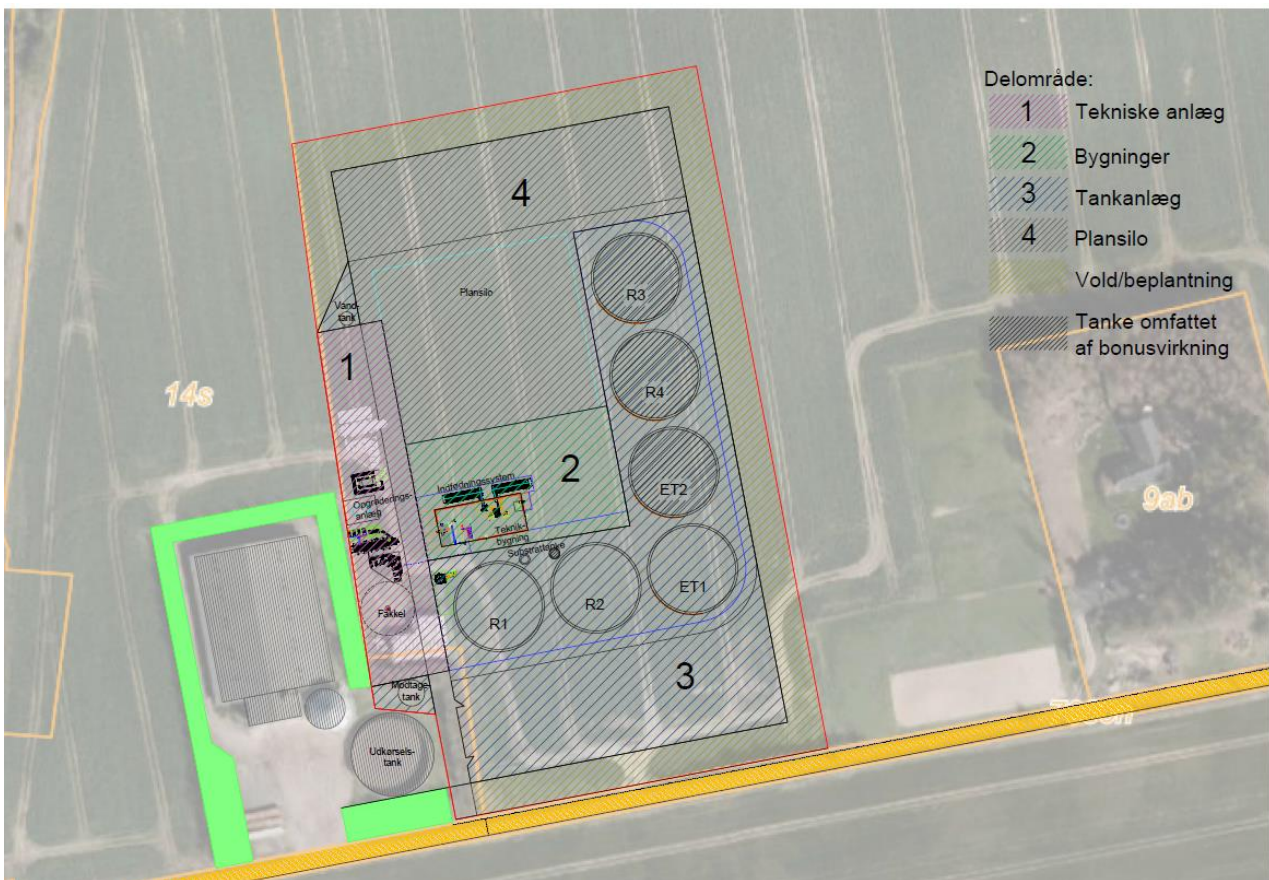 Delområde:
1 Tekniske anlæg
2 Bygninger
3 Tankanlæg
4 Plansilo
Vold/beplantning
Tanke omfattet
af bonusvirkning
4
Plansilo
R3
Vand-
tank
1
R4
14s
2
Indfødningssystem
ET2
9ab
Opgraderings-
anlæg
Teknik-
bygning
Substrattanke
ET1
R2
R1
Fakkel
3
Modtage-
tank
Udkørsels-
tank